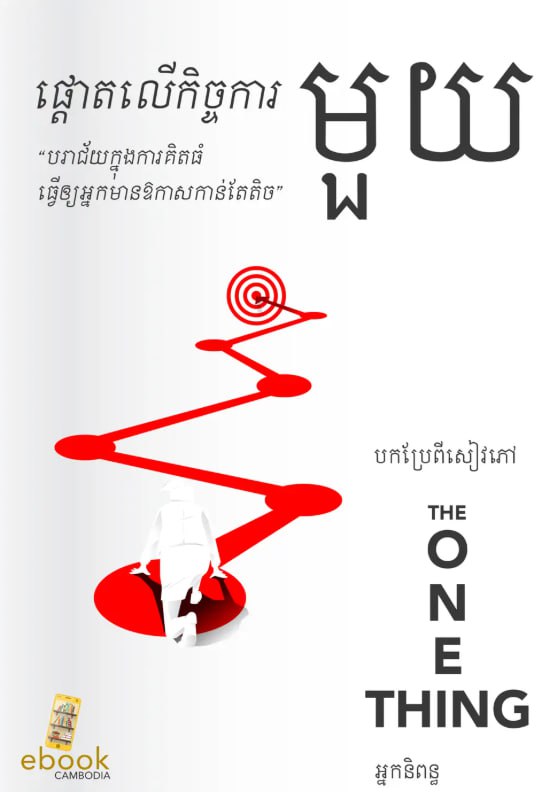 ផ្ដោតលើកិច្ចការ មួយ
“បរាជ័យក្នុងការគិតធំ
ធ្វើឲ្យអ្នកមានឱកាសកាន់តែតិច”
បកប្រែពីសៀវភៅ
THE
O
N
E
THING
អ្នកនិពន្ធ
ebook
CAMBODIA